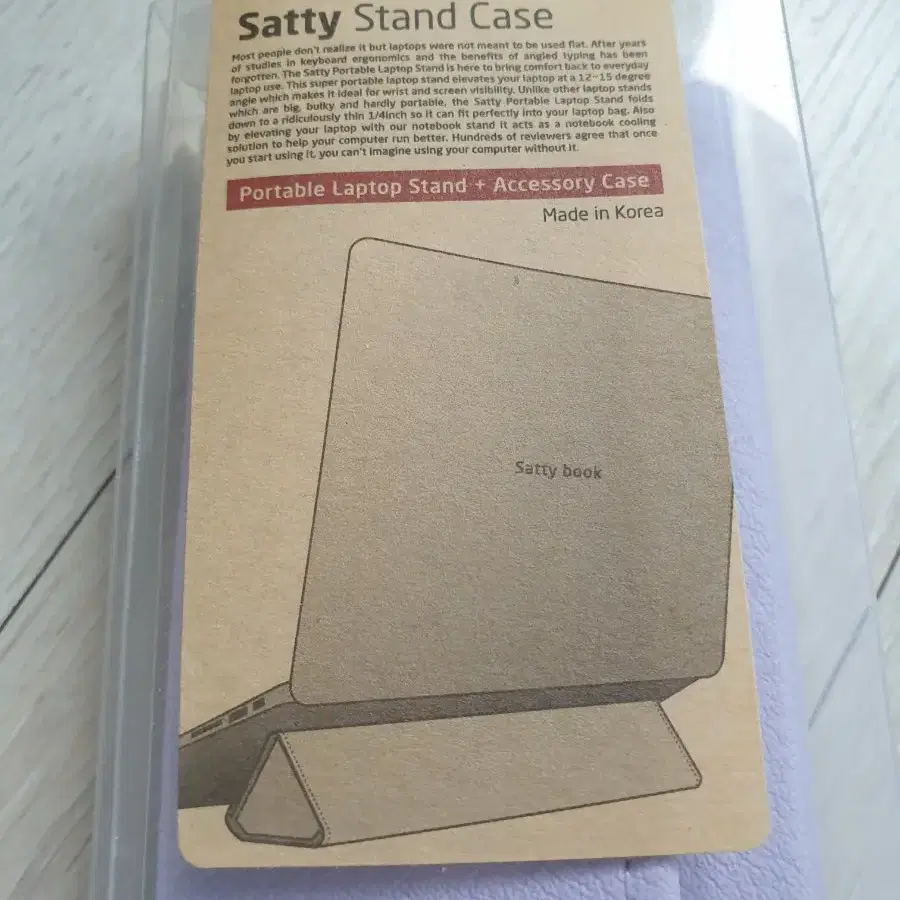 Satty Stand Case
Most people don't realize it but laptops were not meant to be used flat. After years
of studies in keyboard ergonomics and the benefits of angled typing has been
forgotten. The Satty Portable Laptop Stand is here to bring comfort back to everyday
laptop use. This super portable laptop stand elevates your laptop at a 12~15 degree
angle which makes it ideal for wrist and screen visibility. Unlike other laptop stands
which are big, bulky and hardly portable, the Satty Portable Laptop Stand folds
down to a ridiculously thin 1/4inch so it can fit perfectly into your laptop bag. Also
by elevating your laptop with our notebook stand it acts as a notebook cooling
solution to help your computer run better. Hundreds of reviewers agree that once
you start using it, you can't imagine using your computer without it.
Portable Laptop Stand + Accessory Case
Made in Korea
Satty book